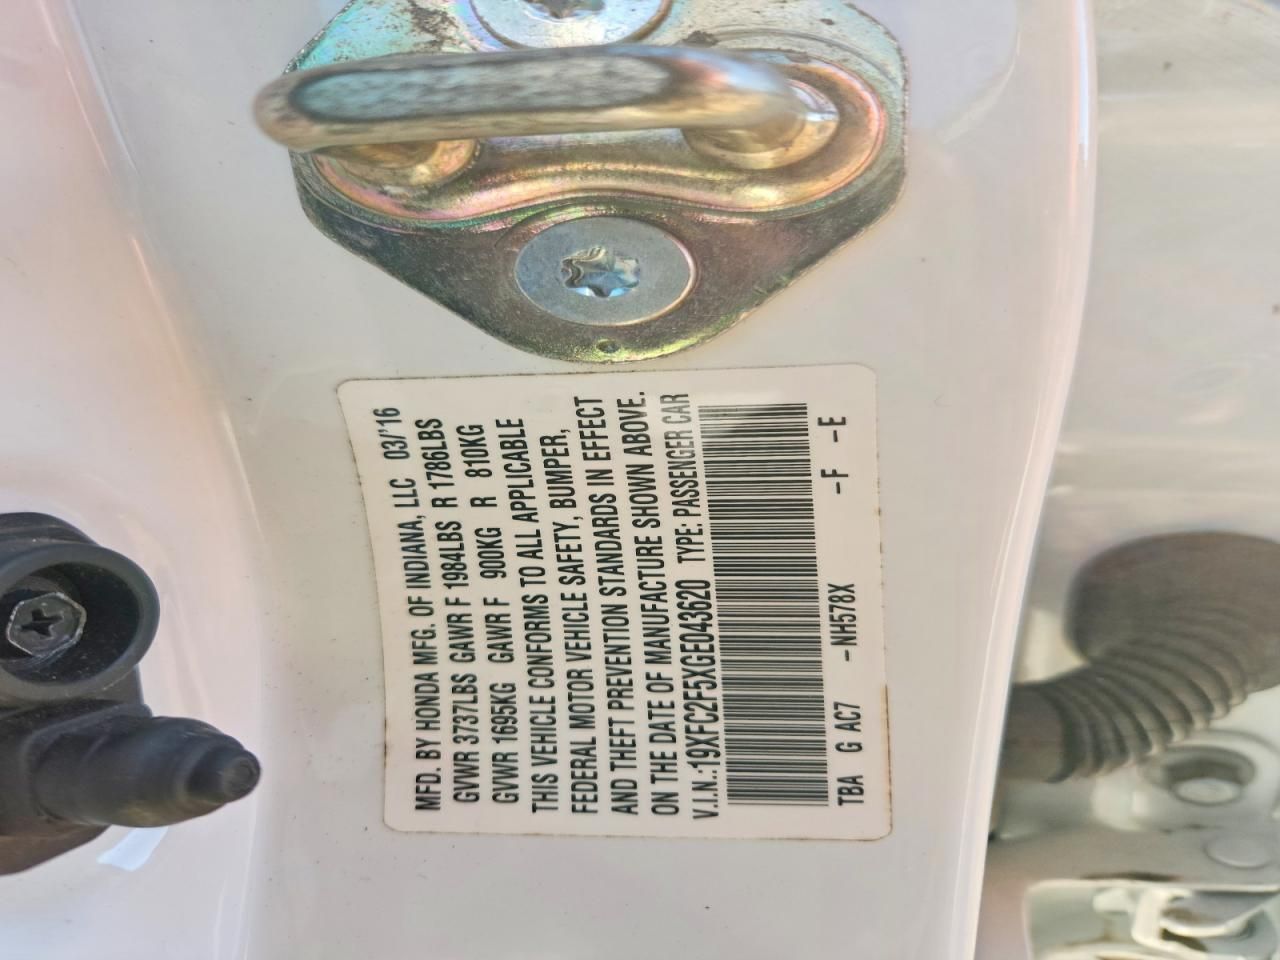 MFD. BY HONDA MFG. OF INDIANA, LLC 03/'16
GVWR 3737LBS GAWR F 1984LBS R 1786LBS
GVWR 1695KG GAWR F 900KG R 810KG
THIS VEHICLE CONFORMS TO ALL APPLICABLE
FEDERAL MOTOR VEHICLE SAFETY, BUMPER,
AND THEFT PREVENTION STANDARDS IN EFFECT
ON THE DATE OF MANUFACTURE SHOWN ABOVE.
V.I.N.:19XFC2F5XGE043620 TYPE: PASSENGER CAR
TBA G AC7 -NH578X -F -E